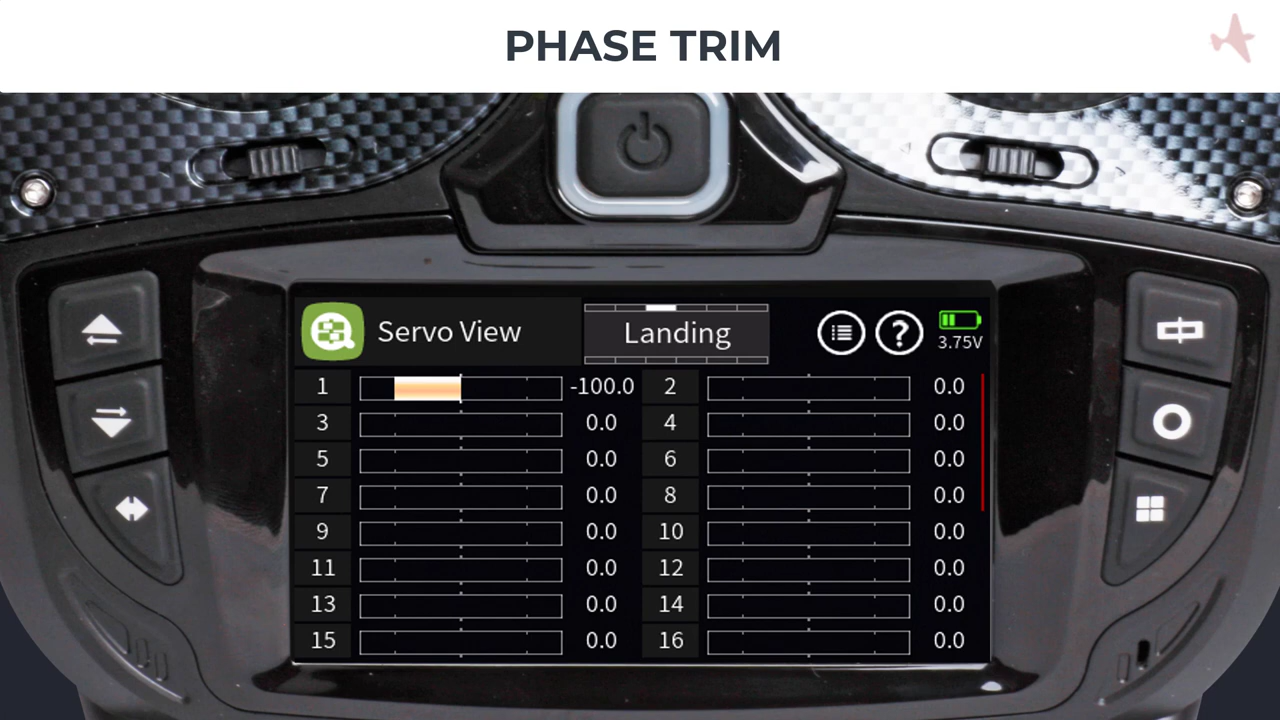 PHASE TRIM
Servo View
Landing
?
3.75V
1 -100.0 2 0.0
3 0.0 4 0.0
5 0.0 6 0.0
7 0.0 8 0.0
9 0.0 10 0.0
11 0.0 12 0.0
13 0.0 14 0.0
15 0.0 16 0.0